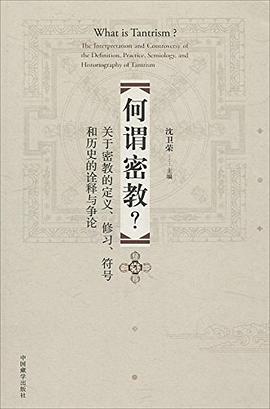 What is Tantrism ?
The Interpretation and Controversy of
the Definition, Practice, Semiology, and
Historiography of Tantrism
【何谓密教?】
关于密教的定义、修习、符号
和历史的诠释与争论
沈卫荣
主编
中国藏学出版社